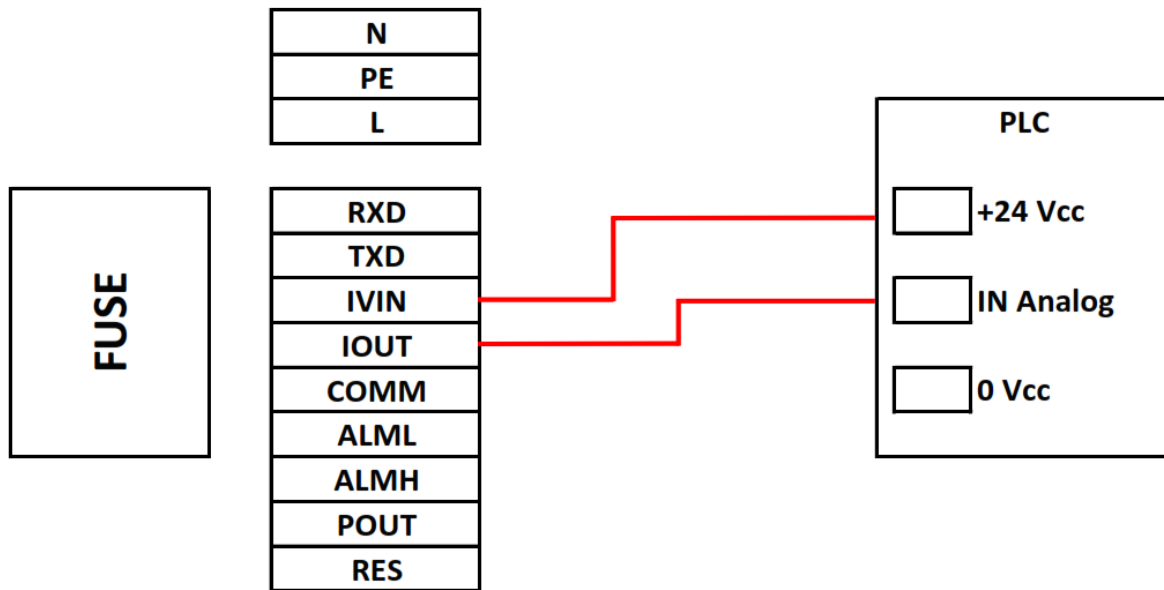 N
PE
L
FUSE
RXD
TXD
IVIN
IOUT
COMM
ALML
ALMH
POUT
RES
PLC
+24 Vcc
IN Analog
0 Vcc